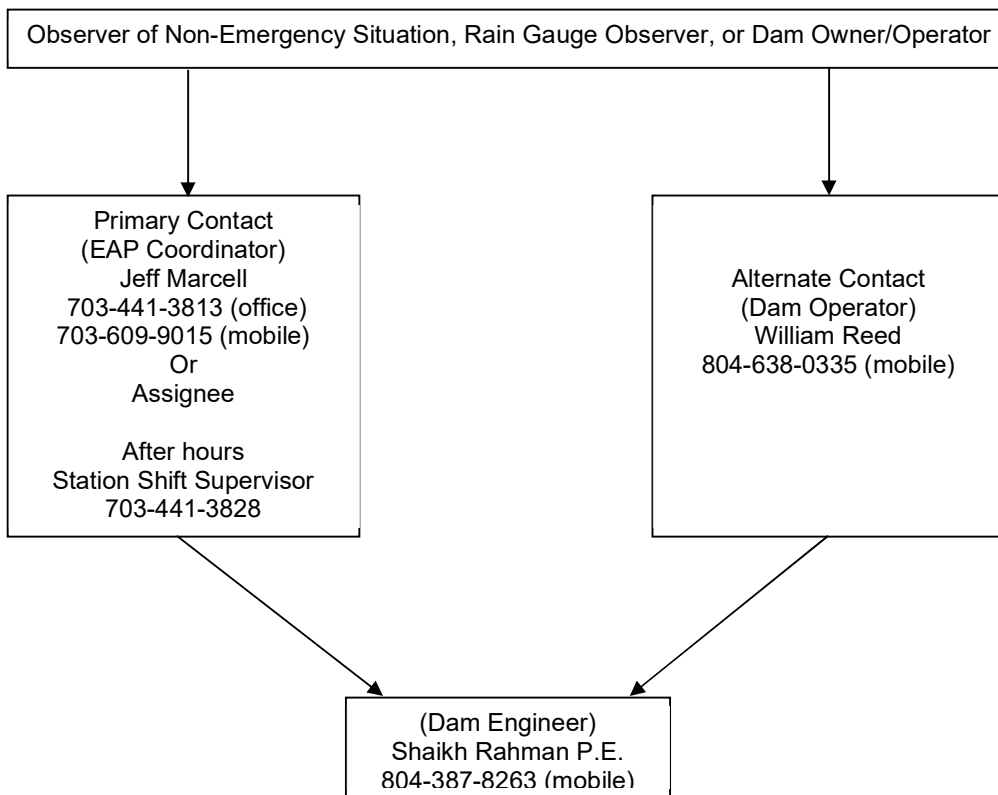 Observer of Non-Emergency Situation, Rain Gauge Observer, or Dam Owner/Operator
Primary Contact
(EAP Coordinator)
Jeff Marcell
703-441-3813 (office)
703-609-9015 (mobile)
Or
Assignee
After hours
Station Shift Supervisor
703-441-3828
Alternate Contact
(Dam Operator)
William Reed
804-638-0335 (mobile)
(Dam Engineer)
Shaikh Rahman P.E.
804-387-8263 (mobile)